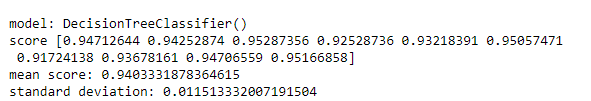 model: DecisionTreeClassifier()
score [0.94712644 0.94252874 0.95287356 0.92528736 0.93218391 0.95057471
0.91724138 0.93678161 0.94706559 0.95166858]
mean score: 0.9403331878364615
standard deviation: 0.011513332007191504